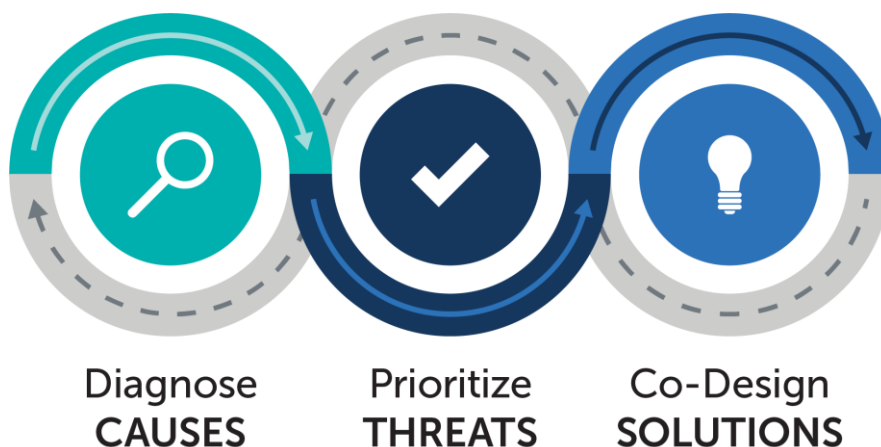 Diagnose
CAUSES
Prioritize
THREATS
Co-Design
SOLUTIONS